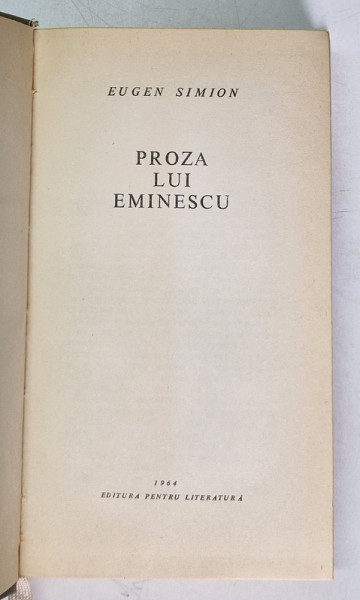 EUGEN SIMION
PROZA
LUI
EMINESCU
1964
EDITURA PENTRU LITERATURĂ